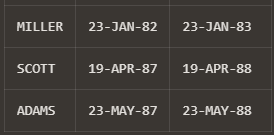 MILLER 23-JAN-82 23-JAN-83
SCOTT 19-APR-87 19-APR-88
ADAMS 23-MAY-87 23-MAY-88